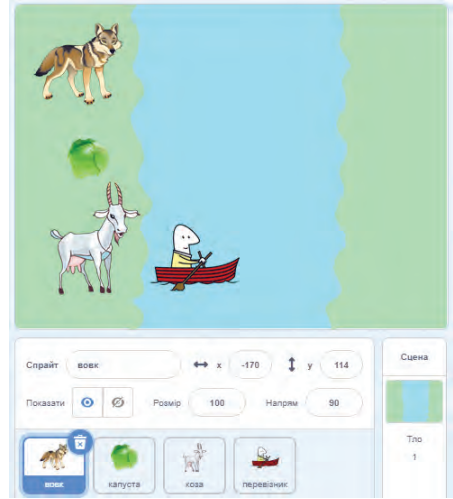 Спрайт вовк x -170 y 114
Показати Розмір 100 Напрям 90
вовк капуста коза перевізник
Сцена
Тло
1